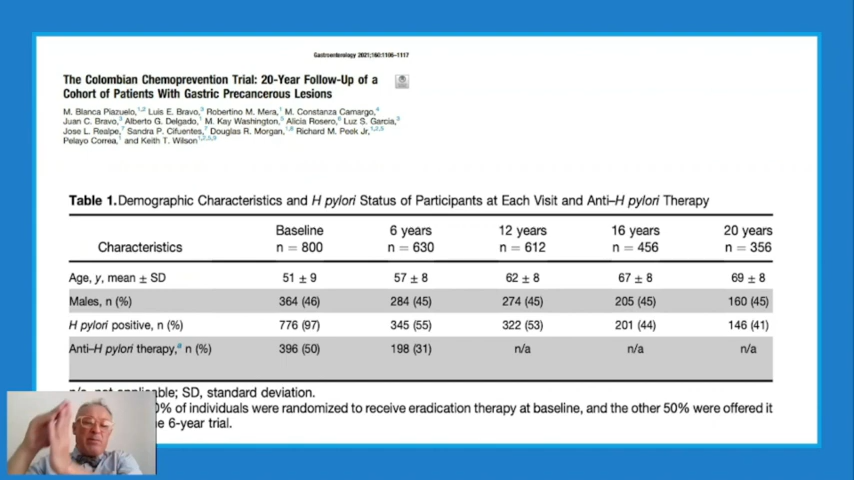 Gastroenterology 2021;160:1106–1117
The Colombian Chemoprevention Trial: 20-Year Follow-Up of a
Cohort of Patients With Gastric Precancerous Lesions
M. Blanca Piazuelo,1,2 Luis E. Bravo,3 Robertino M. Mera,1 M. Constanza Camargo,4
Juan C. Bravo,3 Alberto G. Delgado,1 M. Kay Washington,5 Alicia Rosero,6 Luz S. Garcia,3
Jose L. Realpe,7 Sandra P. Cifuentes,7 Douglas R. Morgan,1,8 Richard M. Peek Jr,1,2,5
Pelayo Correa,1 and Keith T. Wilson1,2,5,9
Table 1. Demographic Characteristics and H pylori Status of Participants at Each Visit and Anti–H pylori Therapy
Baseline 6 years 12 years 16 years 20 years
Characteristics n = 800 n = 630 n = 612 n = 456 n = 356
Age, y, mean ± SD 51 ± 9 57 ± 8 62 ± 8 67 ± 8 69 ± 8
Males, n (%) 364 (46) 284 (45) 274 (45) 205 (45) 160 (45)
H pylori positive, n (%) 776 (97) 345 (55) 322 (53) 201 (44) 146 (41)
Anti–H pylori therapy,a n (%) 396 (50) 198 (31) n/a n/a n/a
n/a, not applicable; SD, standard deviation.
0% of individuals were randomized to receive eradication therapy at baseline, and the other 50% were offered it
e 6-year trial.